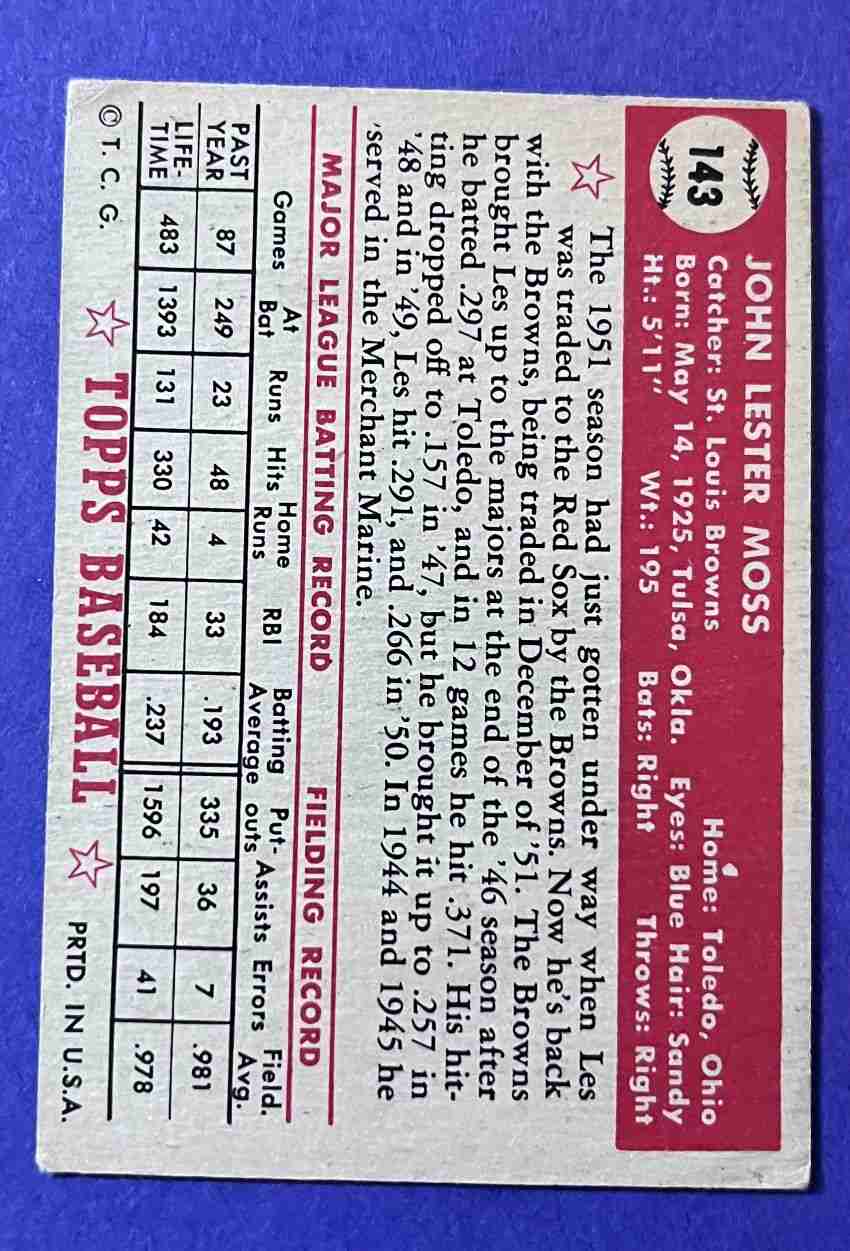 143
JOHN LESTER MOSS
Catcher: St. Louis Browns Home: Toledo, Ohio
Born: May 14, 1925, Tulsa, Okla. Eyes: Blue Hair: Sandy
Ht.: 5'11" Wt.: 195 Bats: Right Throws: Right
The 1951 season had just gotten under way when Les
was traded to the Red Sox by the Browns. Now he's back
with the Browns, being traded in December of '51. The Browns
brought Les up to the majors at the end of the '46 season after
he batted .297 at Toledo, and in 12 games he hit .371. His hit-
ting dropped off to .157 in '47, but he brought it up to .257 in
'48 and in '49, Les hit .291, and .266 in '50. In 1944 and 1945 he
served in the Merchant Marine.
MAJOR LEAGUE BATTING RECORD FIELDING RECORD
Games At Bat Runs Hits Home Runs RBI Batting Average Put-outs Assists Errors Field. Avg.
PAST YEAR 87 249 23 48 4 33 .193 335 36 7 .981
LIFE-TIME 483 1393 131 330 42 184 .237 1596 197 41 .978
© T. C. G. TOPPS BASEBALL PRTD. IN U.S.A.